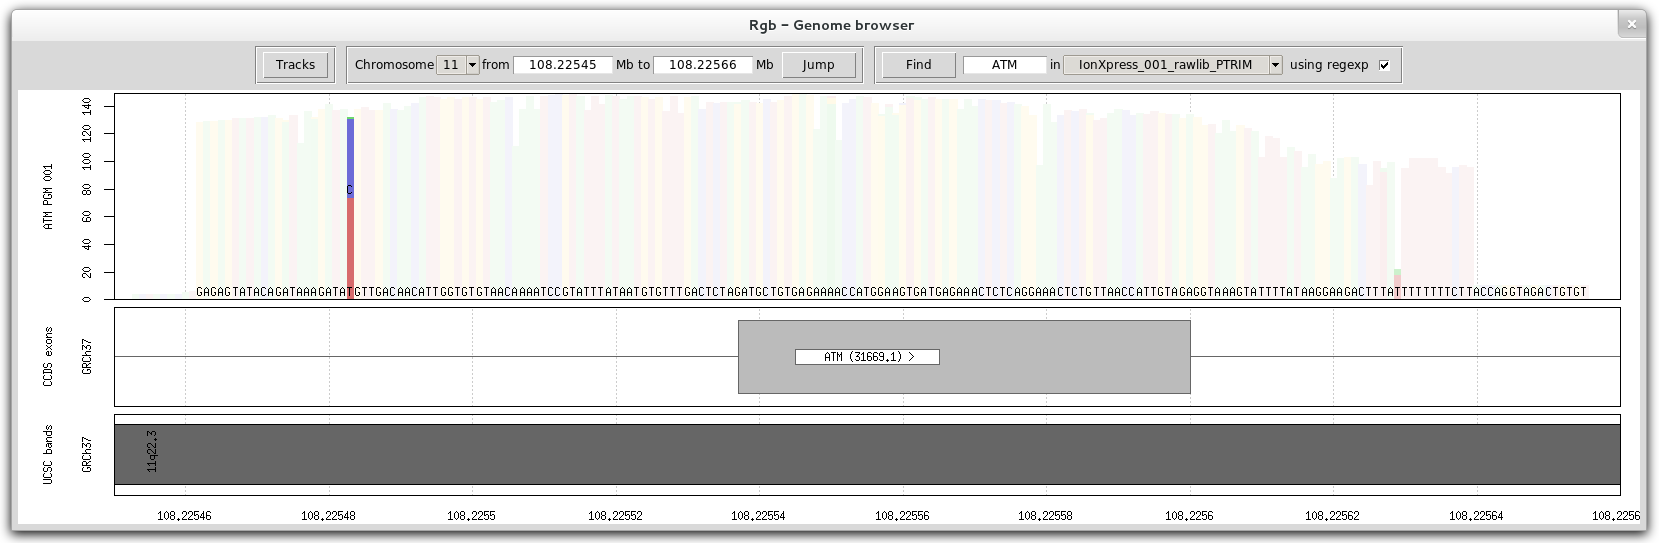 Rgb - Genome browser
Tracks Chromosome 11 from 108.22545 Mb to 108.22566 Mb Jump Find ATM in IonXpress_001_rawlib_PTRIM using regexp
ATM PGM 001
0 20 40 60 80 100 120 140
C
GAGAGTATACAGATAAAGATATGTTGACAACATTGGTGTGTAACAAAATCCGTATTTATAATGTGTTTGACTCTAGATGCTGTGAGAAAACCATGGAAGTGATGAGAAACTCTCAGGAAACTCTGTTAACCATTGTAGAGGTAAAGTATTTTATAAGGAAGACTTTATTTTTTTCTTACCAGGTAGACTGTGT
CCDS exons
GRCh37
ATM (31669.1) >
UCSC bands
GRCh37
11q22.3
108.22546 108.22548 108.2255 108.22552 108.22554 108.22556 108.22558 108.2256 108.22562 108.22564 108.2256